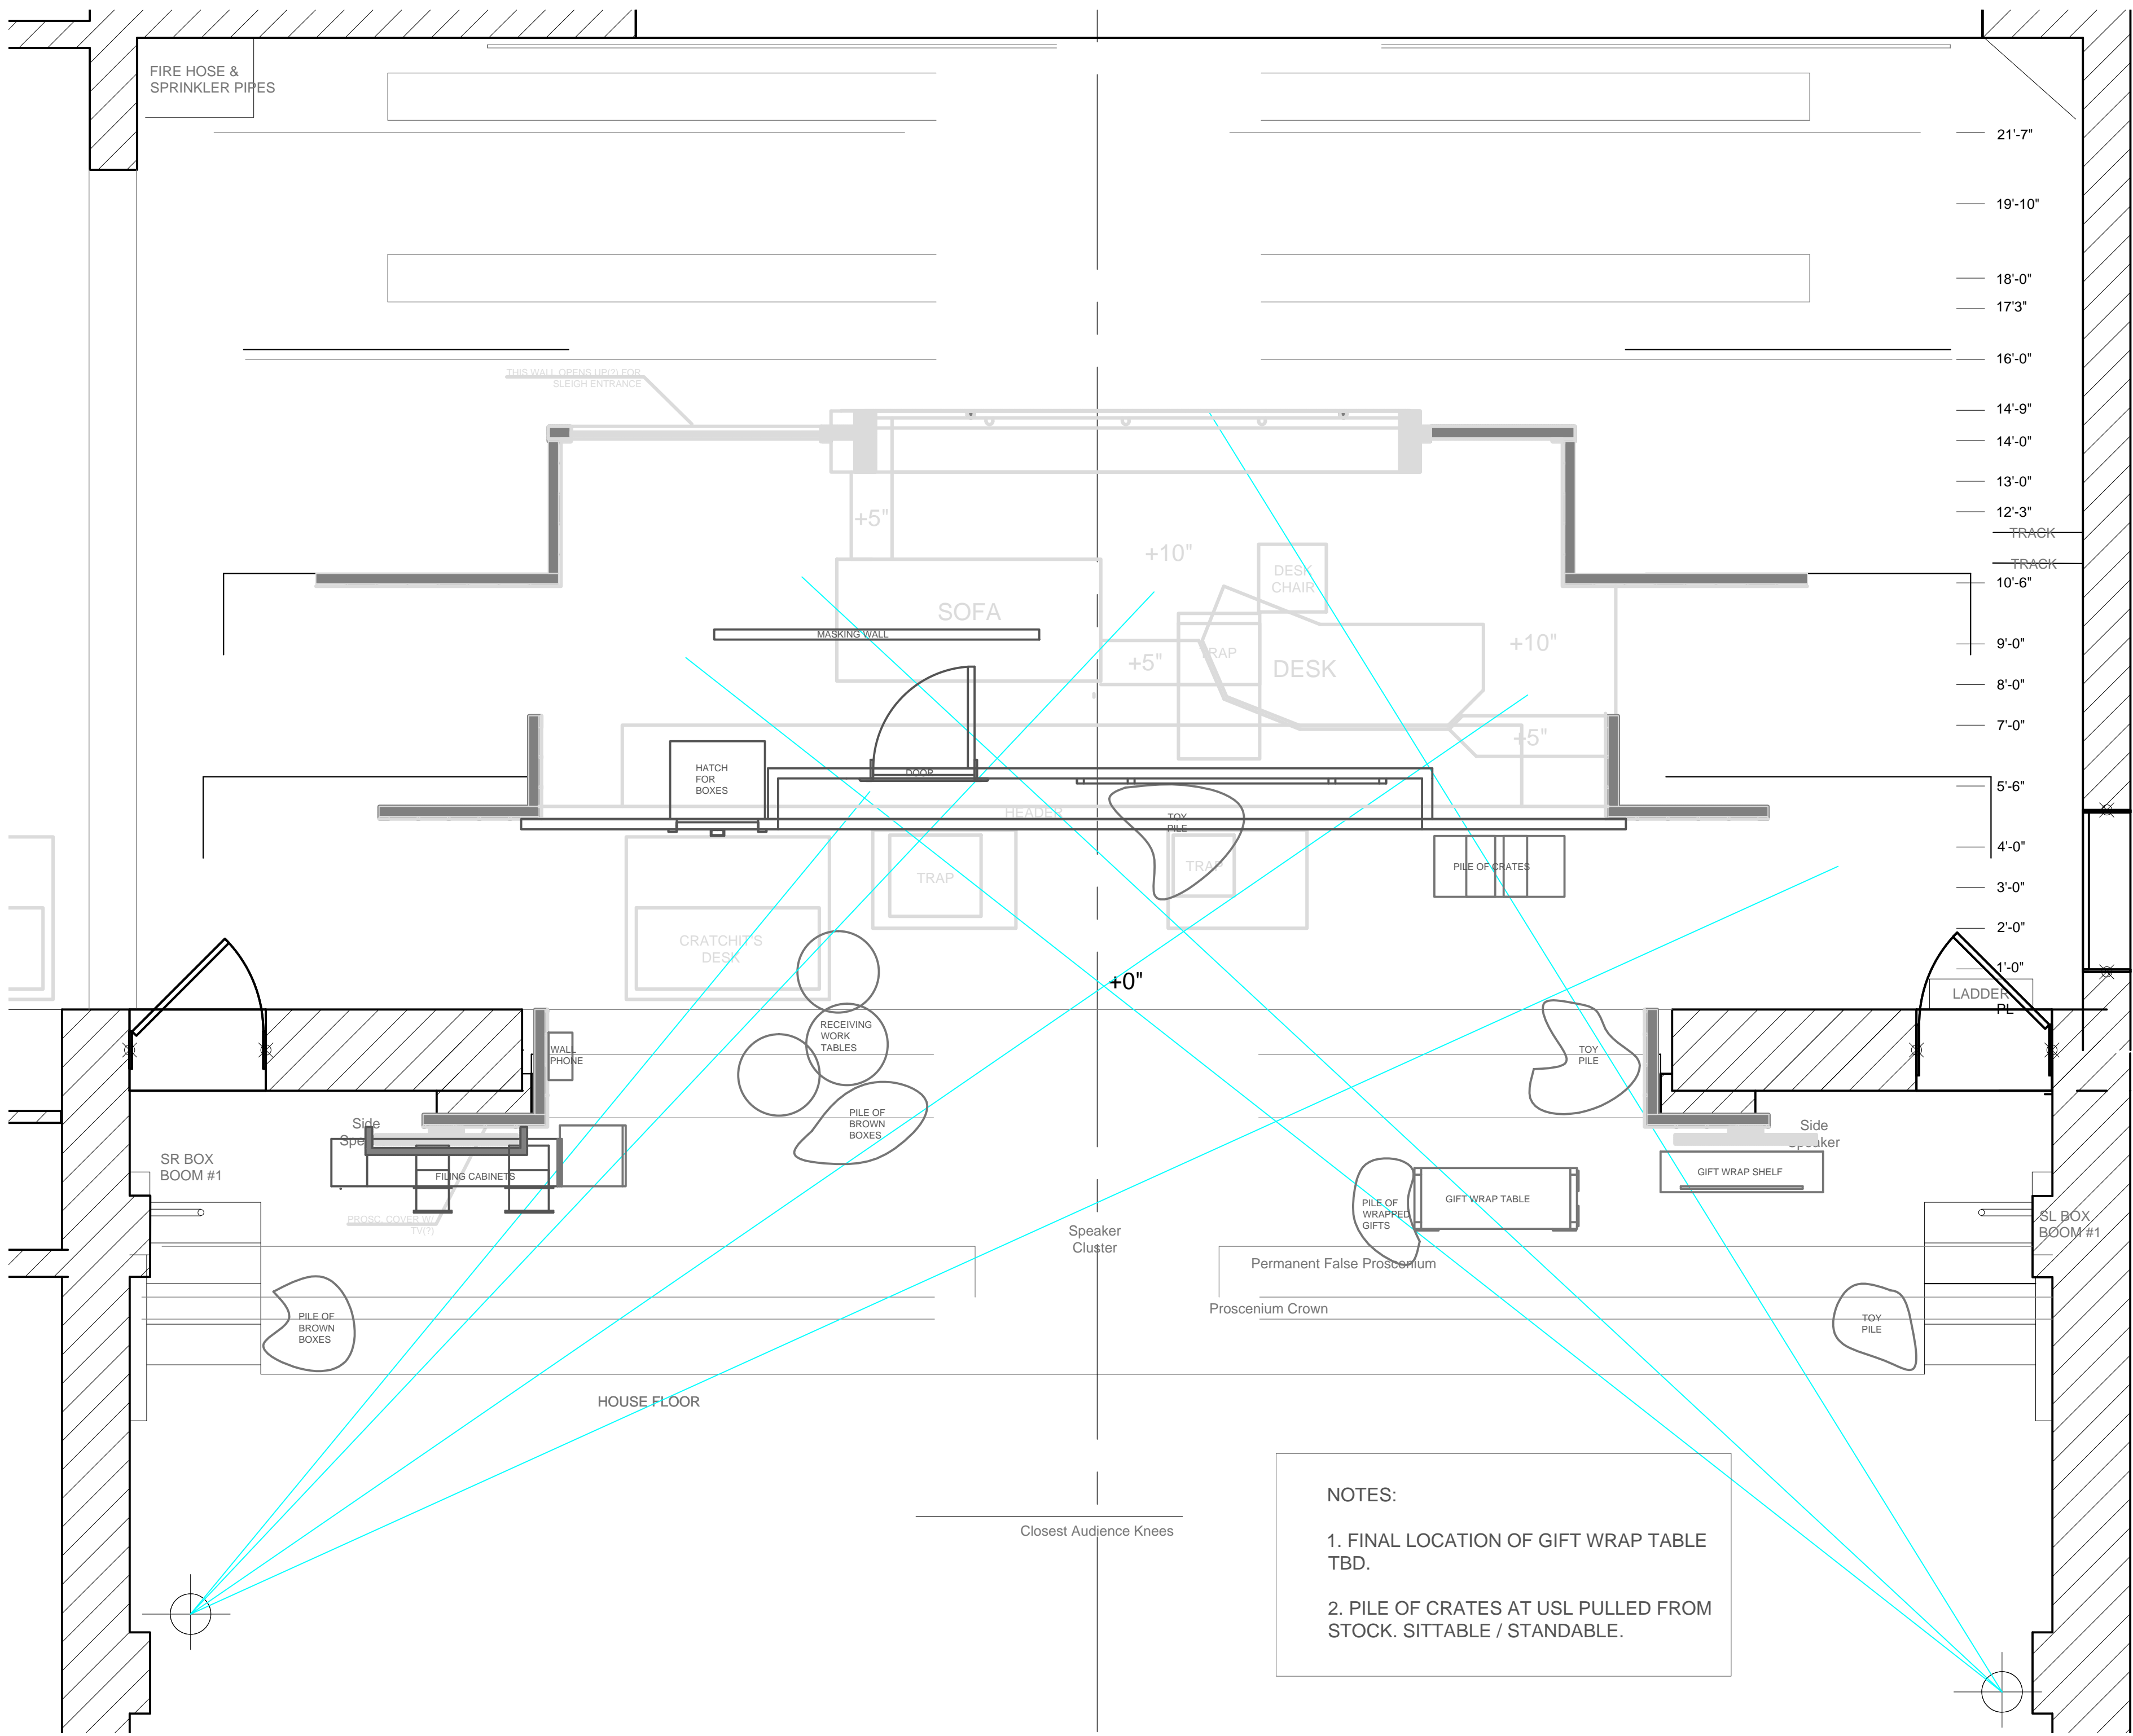 FIRE HOSE &
SPRINKLER PIPES
21'-7"
19'-10"
18'-0"
17'3"
16'-0"
THIS WALL OPENS UP(?) FOR
SLEIGH ENTRANCE
14'-9"
14'-0"
13'-0"
12'-3"
TRACK
TRACK
10'-6"
9'-0"
8'-0"
7'-0"
5'-6"
4'-0"
3'-0"
2'-0"
1'-0"
LADDER
PL
+5"
+10"
DESK
CHAIR
SOFA
MASKING WALL
+5"
TRAP
DESK
+10"
+5"
HATCH
FOR
BOXES
DOOR
HEADER
TOY
PILE
TRAP
TRAP
PILE OF CRATES
CRATCHIT'S
DESK
+0"
RECEIVING
WORK
TABLES
WALL
PHONE
TOY
PILE
PILE OF
BROWN
BOXES
Side
Speaker
Side
Speaker
SR BOX
BOOM #1
FILING CABINETS
GIFT WRAP SHELF
GIFT WRAP TABLE
PILE OF
WRAPPED
GIFTS
PROSC. COVER W/
TV(?)
SL BOX
BOOM #1
Speaker
Cluster
Permanent False Proscenium
Proscenium Crown
PILE OF
BROWN
BOXES
TOY
PILE
HOUSE FLOOR
Closest Audience Knees
NOTES:
1. FINAL LOCATION OF GIFT WRAP TABLE
TBD.
2. PILE OF CRATES AT USL PULLED FROM
STOCK. SITTABLE / STANDABLE.